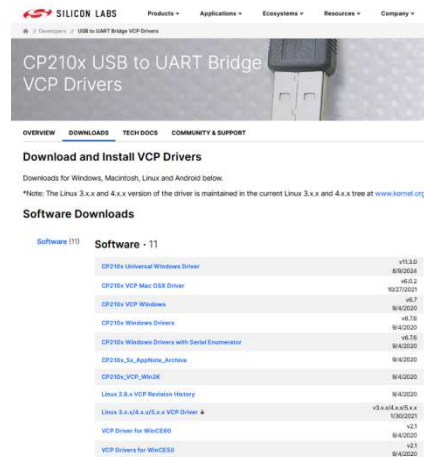 SILICON LABS
Products Applications Ecosystems Resources Company
// Developers // USB to UART Bridge VCP Drivers
CP210x USB to UART Bridge
VCP Drivers
OVERVIEW DOWNLOADS TECH DOCS COMMUNITY & SUPPORT
Download and Install VCP Drivers
Downloads for Windows, Macintosh, Linux and Android below.
*Note: The Linux 3.x.x and 4.x.x version of the driver is maintained in the current Linux 3.x.x and 4.x.x tree at www.kernel.org
Software Downloads
Software (11)
Software · 11
CP210x Universal Windows Driver v11.3.0
8/9/2024
CP210x VCP Mac OSX Driver v6.0.2
10/27/2021
CP210x VCP Windows v6.7
9/4/2020
CP210x Windows Drivers v6.7.6
9/4/2020
CP210x Windows Drivers with Serial Enumerator v6.7.6
9/4/2020
CP210x_5x_AppNote_Archive 9/4/2020
CP210x_VCP_Win2K 9/4/2020
Linux 2.6.x VCP Revision History 9/4/2020
Linux 3.x.x/4.x.x/5.x.x VCP Driver v3.x.x/4.x.x/5.x.x
1/30/2021
VCP Driver for WinCE60 v2.1
9/4/2020
VCP Drivers for WinCE50 v2.1
9/4/2020